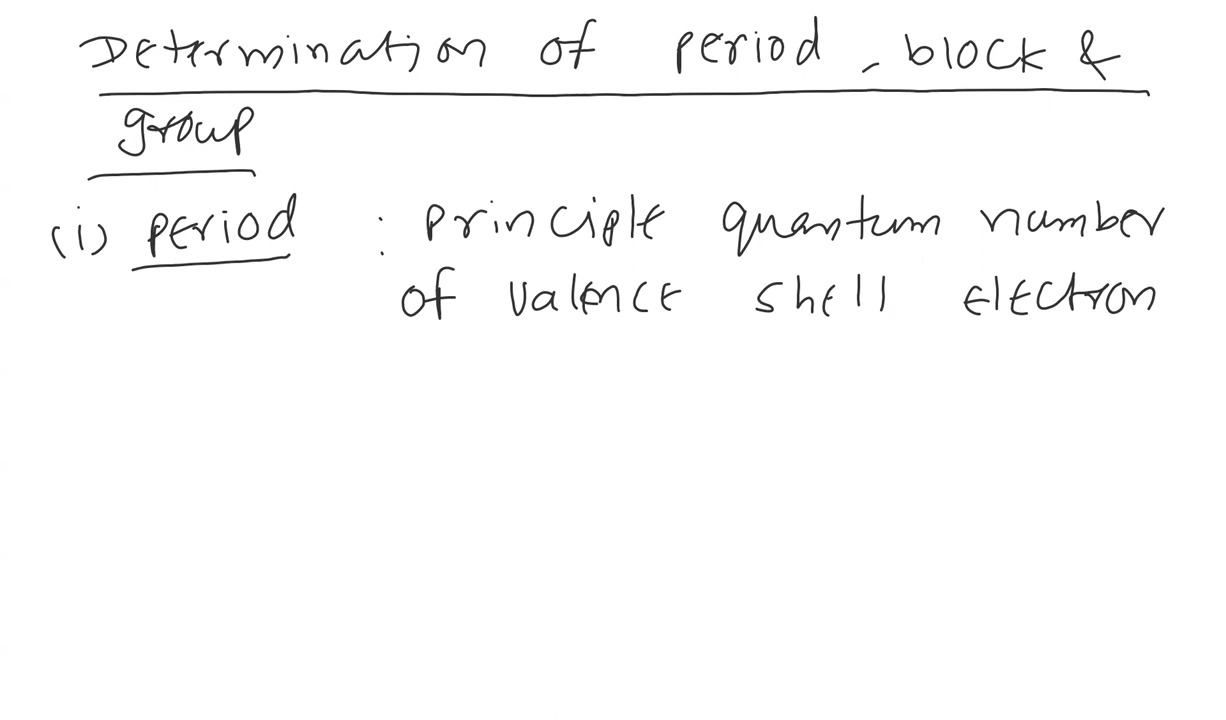 Determination of period, block &
group
(i) period : principle quantum number
of valence shell electron